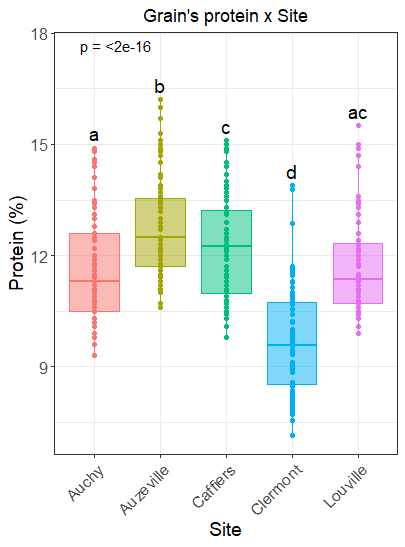 Grain's protein x Site
p = <2e-16
a
b
c
d
ac
Protein (%)
18
15
12
9
Auchy
Auzeville
Caffiers
Clermont
Louville
Site